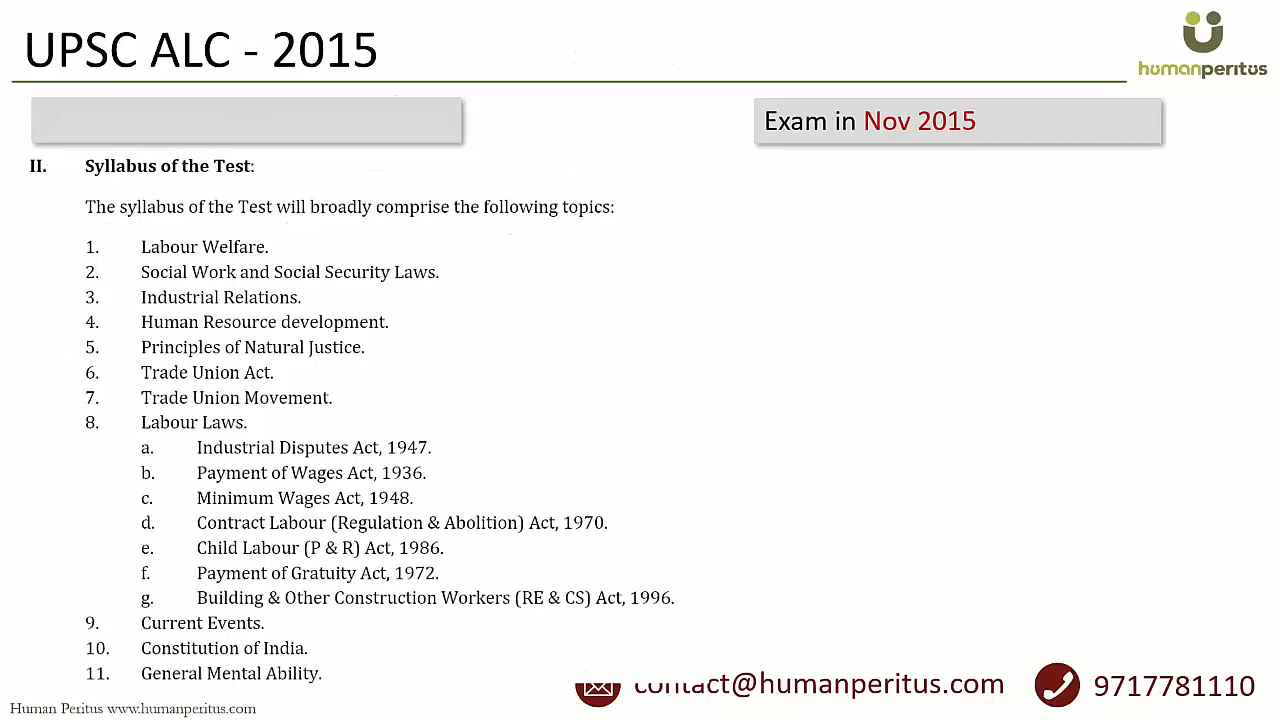 UPSC ALC - 2015
humanperitus
Exam in Nov 2015
II. Syllabus of the Test:
The syllabus of the Test will broadly comprise the following topics:
1. Labour Welfare.
2. Social Work and Social Security Laws.
3. Industrial Relations.
4. Human Resource development.
5. Principles of Natural Justice.
6. Trade Union Act.
7. Trade Union Movement.
8. Labour Laws.
a. Industrial Disputes Act, 1947.
b. Payment of Wages Act, 1936.
c. Minimum Wages Act, 1948.
d. Contract Labour (Regulation & Abolition) Act, 1970.
e. Child Labour (P & R) Act, 1986.
f. Payment of Gratuity Act, 1972.
g. Building & Other Construction Workers (RE & CS) Act, 1996.
9. Current Events.
10. Constitution of India.
11. General Mental Ability.
contact@humanperitus.com
9717781110
Human Peritus www.humanperitus.com